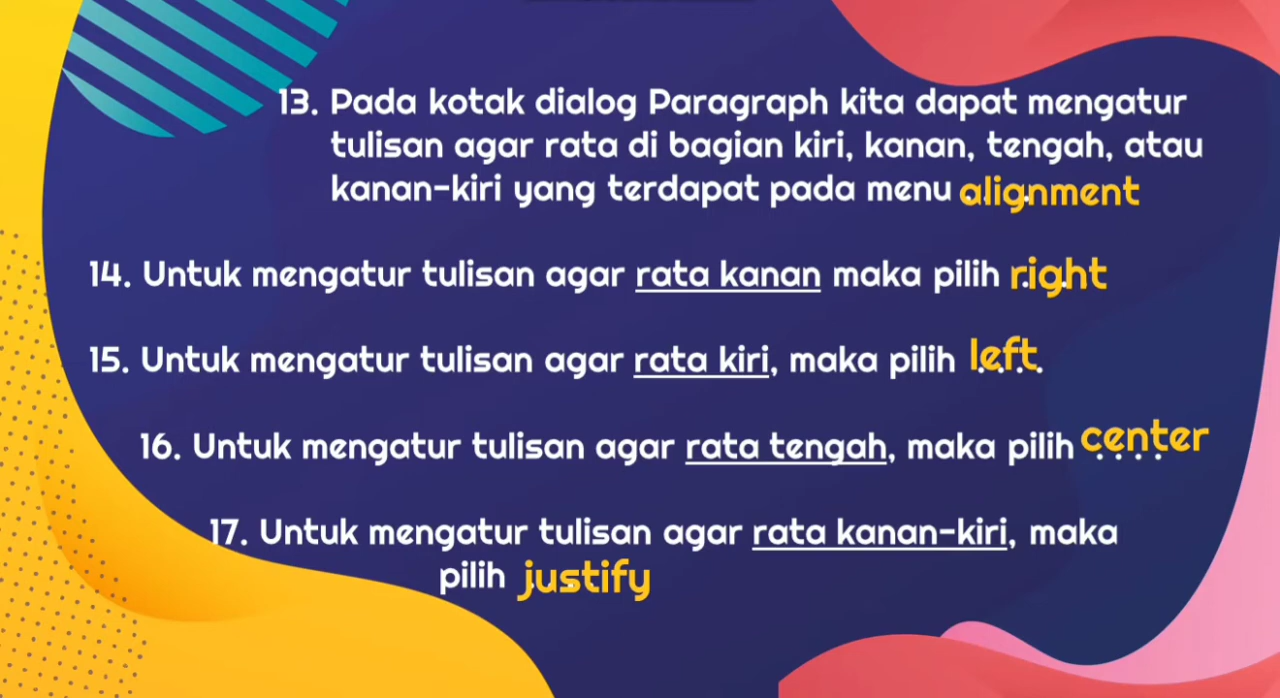 13. Pada kotak dialog Paragraph kita dapat mengatur
tulisan agar rata di bagian kiri, kanan, tengah, atau
kanan-kiri yang terdapat pada menu alignment
14. Untuk mengatur tulisan agar rata kanan maka pilih right
15. Untuk mengatur tulisan agar rata kiri, maka pilih left
16. Untuk mengatur tulisan agar rata tengah, maka pilih center
17. Untuk mengatur tulisan agar rata kanan-kiri, maka
pilih justify